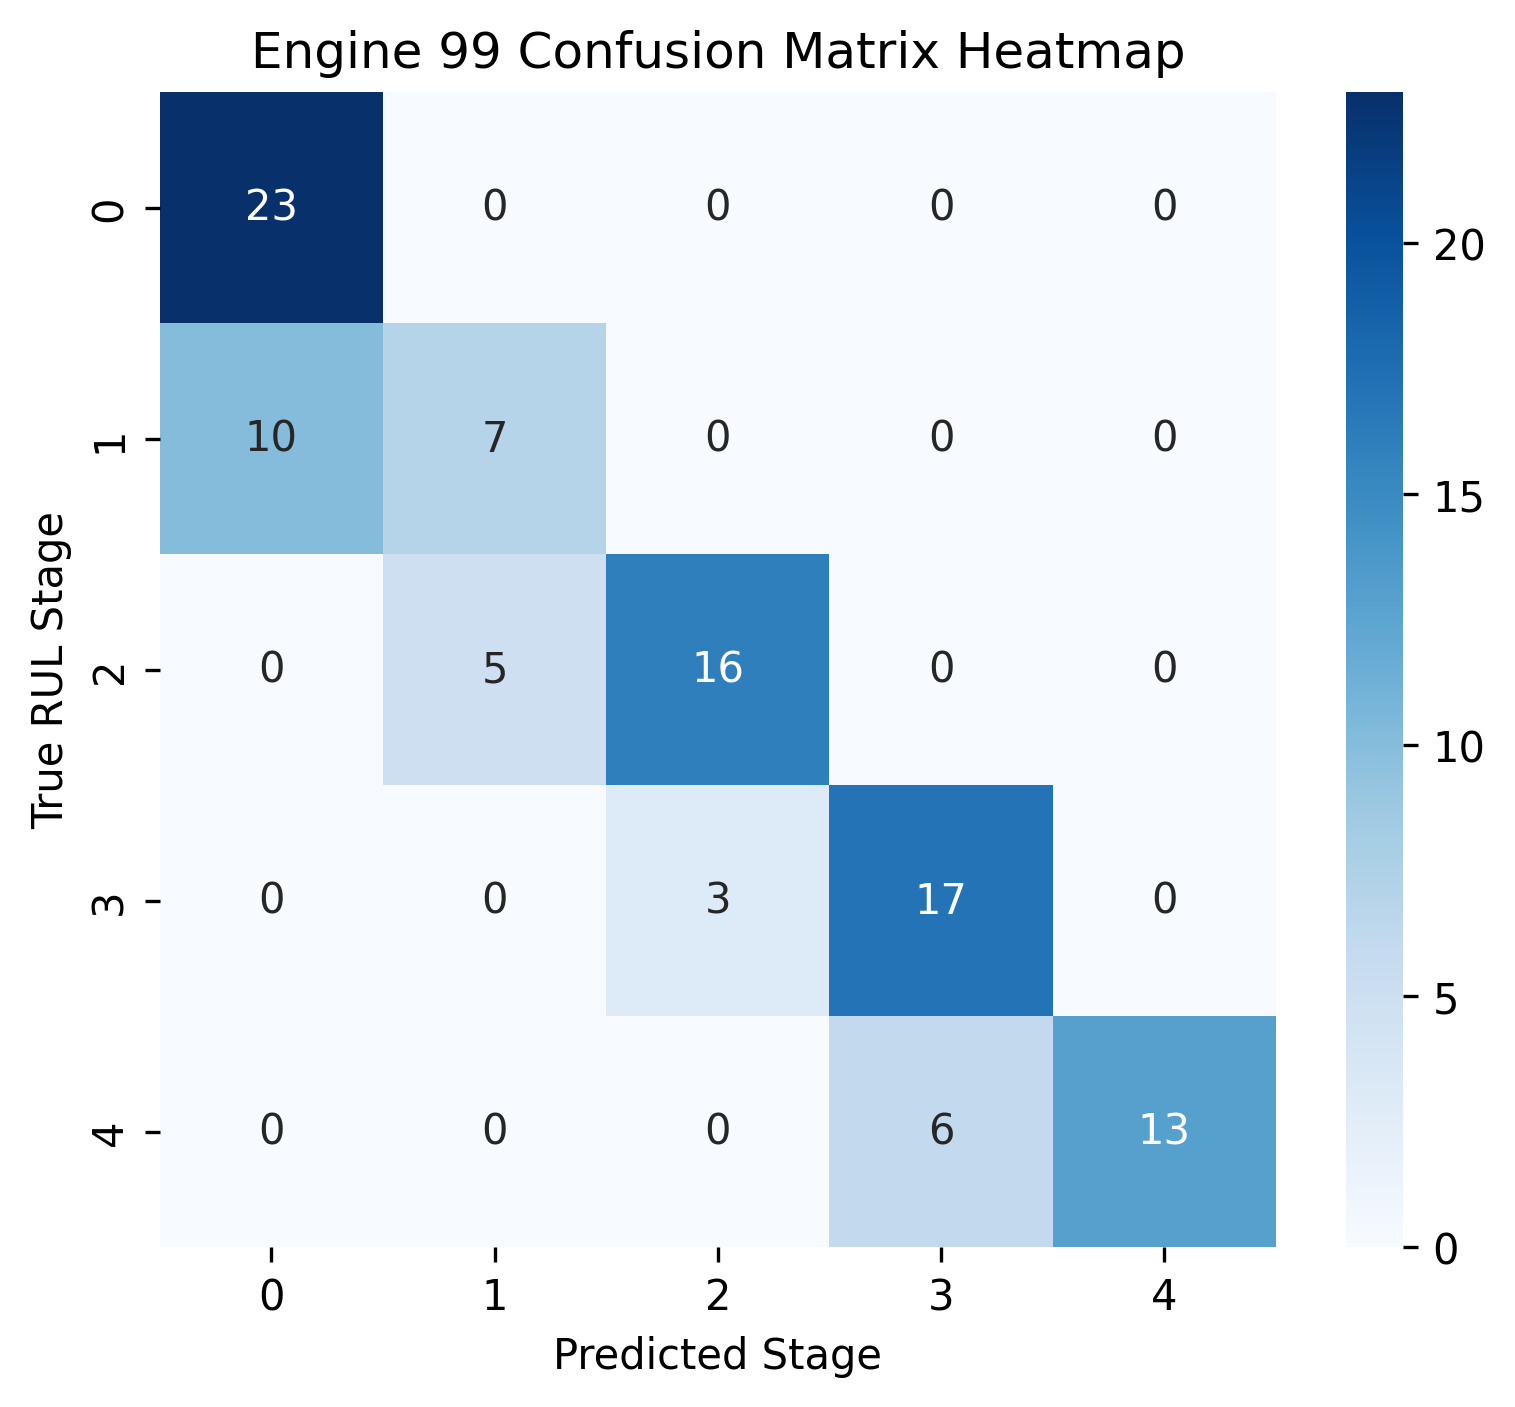 Engine 99 Confusion Matrix Heatmap
23 0 0 0 0
10 7 0 0 0
0 5 16 0 0
0 0 3 17 0
0 0 0 6 13
0
1
2
3
4
True RUL Stage
0 1 2 3 4
Predicted Stage
20
15
10
5
0